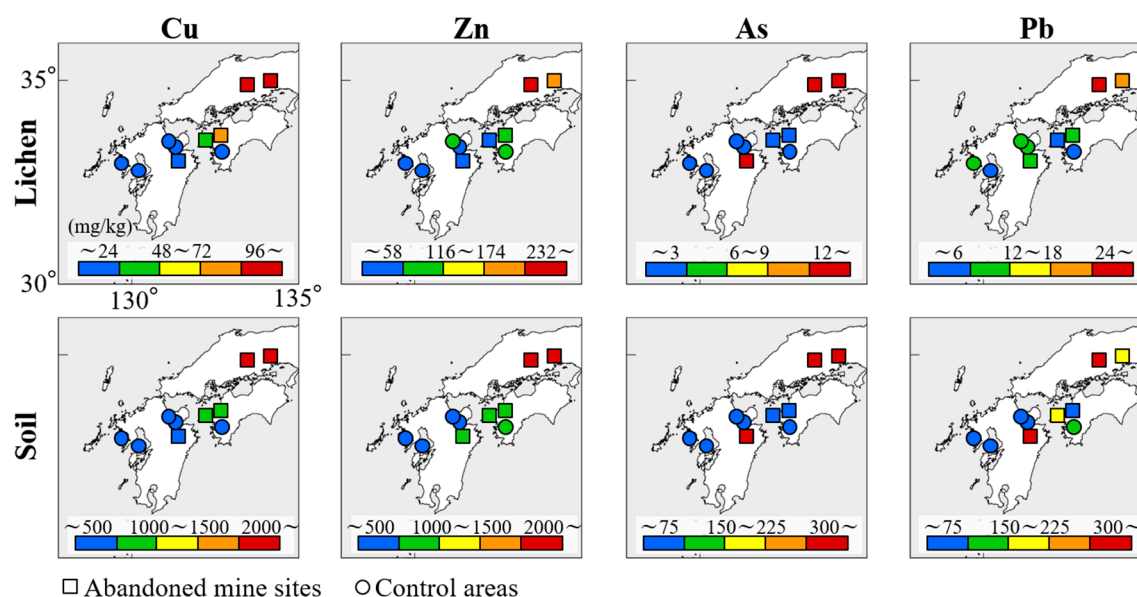 Cu Zn As Pb
Lichen
35°
(mg/kg)
～24 48～72 96～
～58 116～174 232～
～3 6～9 12～
～6 12～18 24～
30°
130° 135°
Soil
～500 1000～1500 2000～
～500 1000～1500 2000～
～75 150～225 300～
～75 150～225 300～
Abandoned mine sites Control areas